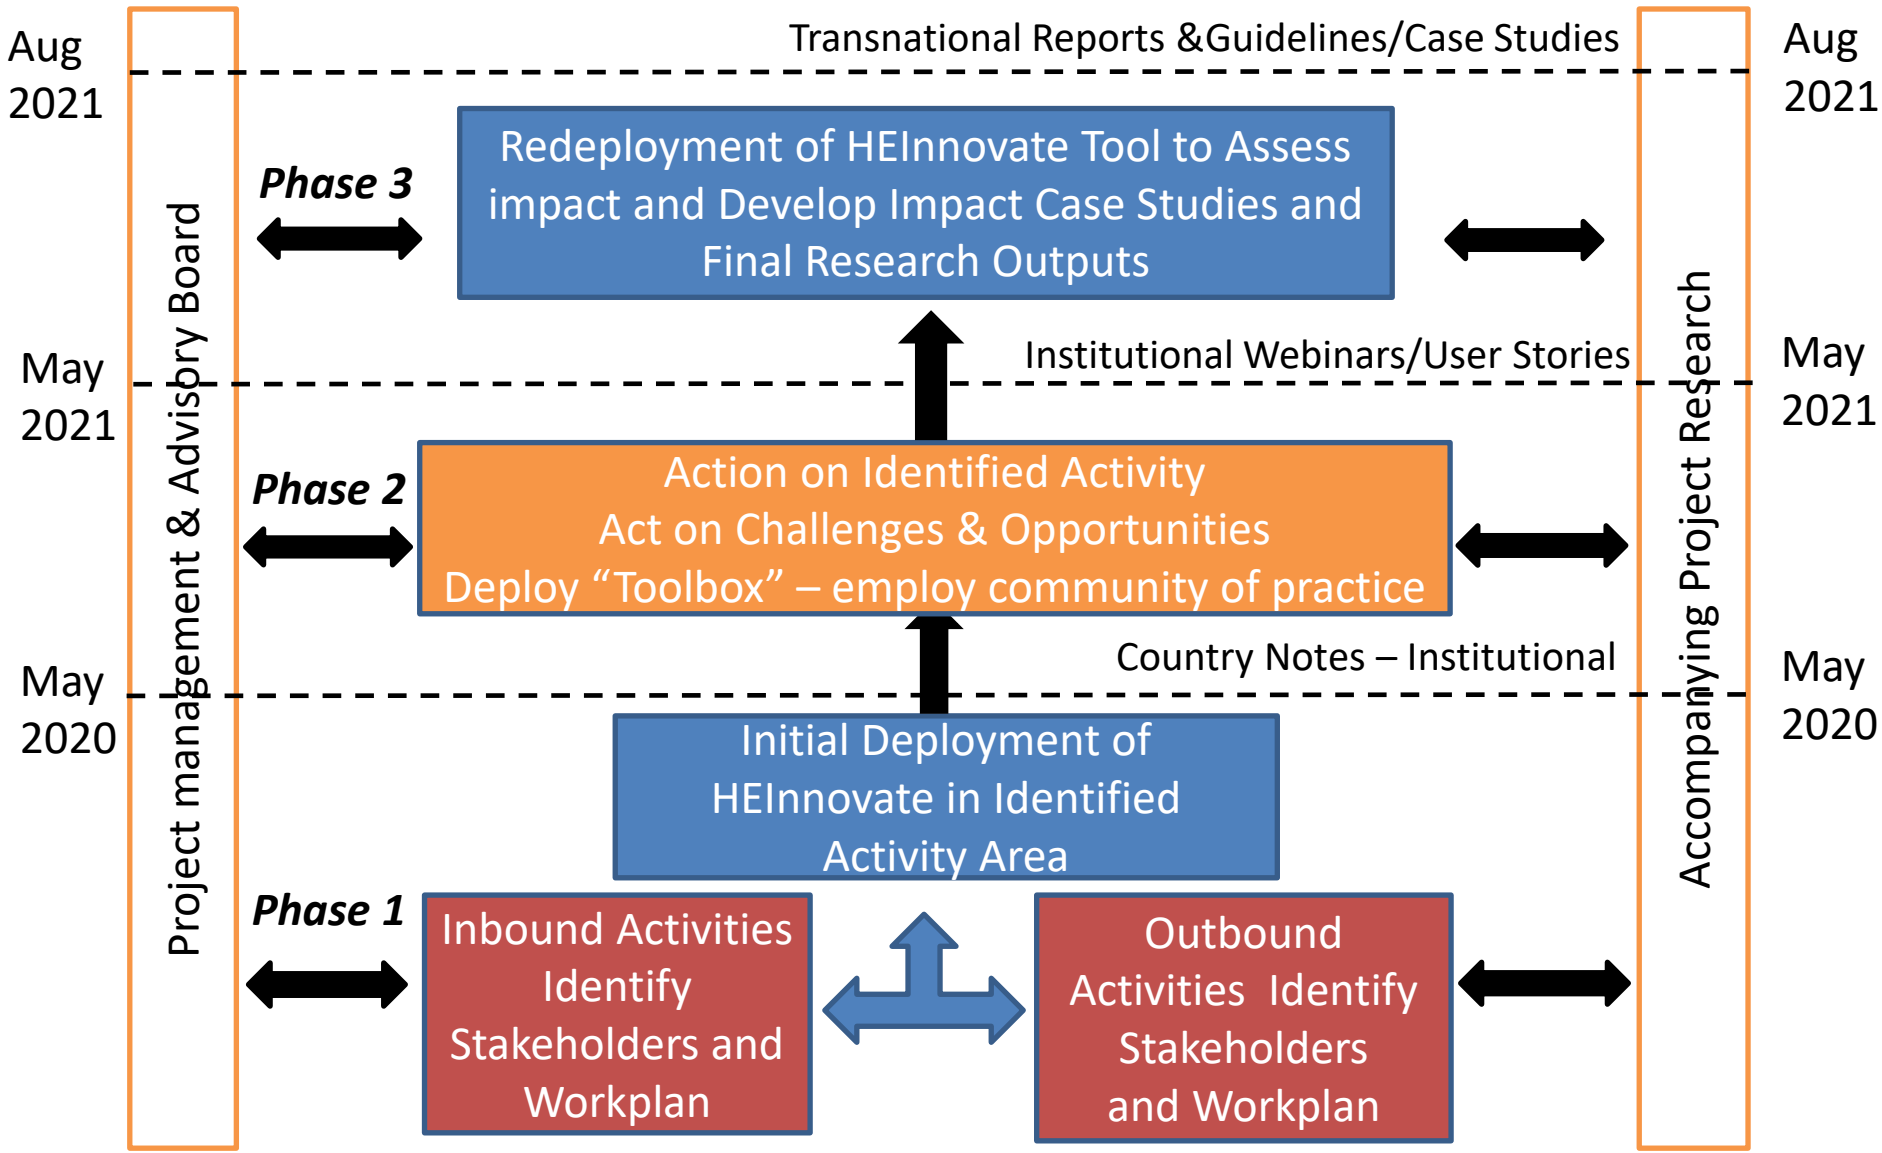 Aug
2021
Transnational Reports &Guidelines/Case Studies
Aug
2021
Phase 3
Redeployment of HEInnovate Tool to Assess
impact and Develop Impact Case Studies and
Final Research Outputs
May
2021
Institutional Webinars/User Stories
May
2021
Phase 2
Action on Identified Activity
Act on Challenges & Opportunities
Deploy “Toolbox” – employ community of practice
May
2020
Country Notes – Institutional
May
2020
Initial Deployment of
HEInnovate in Identified
Activity Area
Phase 1
Inbound Activities
Identify
Stakeholders and
Workplan
Outbound
Activities  Identify
Stakeholders
and Workplan
Project management & Advisory Board
Accompanying Project Research